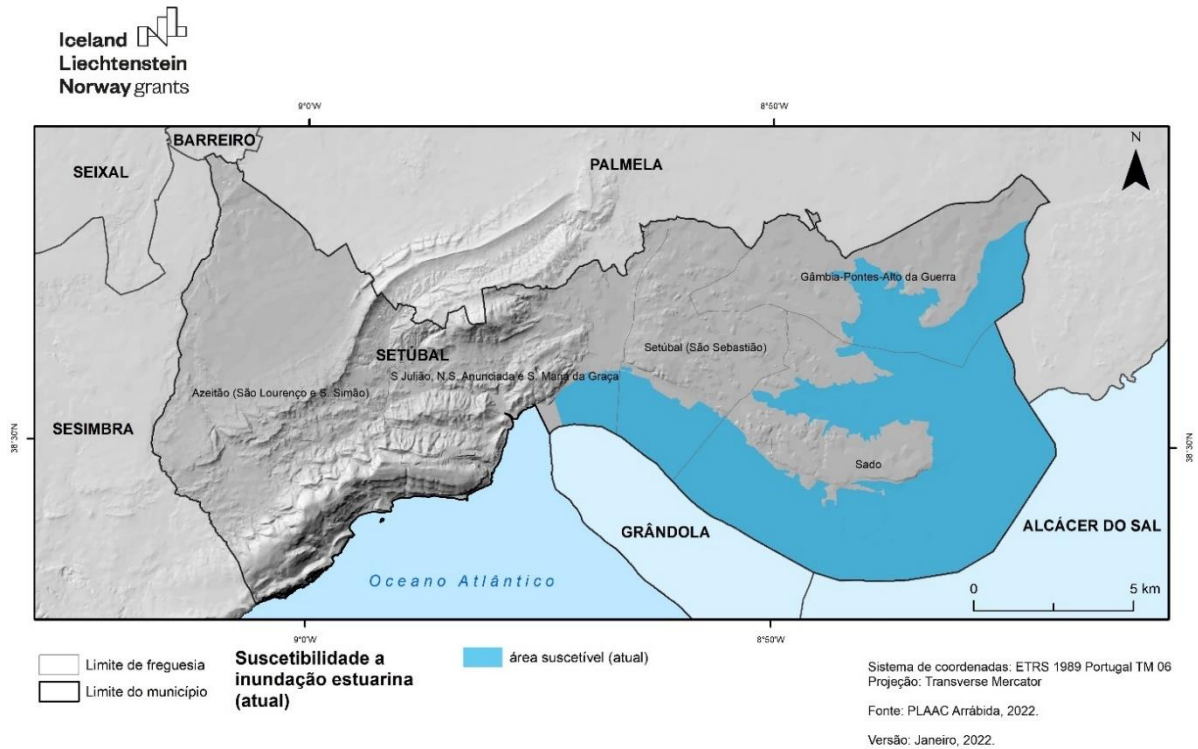 Iceland
Liechtenstein
Norway grants
9°0'W
8°50'W
BARREIRO
SEIXAL
PALMELA
N
Gâmbia-Pontes-Alto da Guerra
SETÚBAL
Setúbal (São Sebastião)
S Julião, N.S. Anunciada e S. Maria da Graça
Azeitão (São Lourenço e S. Simão)
SESIMBRA
38°30'N
38°30'N
Sado
GRÂNDOLA
ALCÁCER DO SAL
Oceano Atlântico
0
5 km
9°0'W
8°50'W
Limite de freguesia
Limite do município
Suscetibilidade a
inundação estuarina
(atual)
área suscetível (atual)
Sistema de coordenadas: ETRS 1989 Portugal TM 06
Projeção: Transverse Mercator
Fonte: PLAAC Arrábida, 2022.
Versão: Janeiro, 2022.